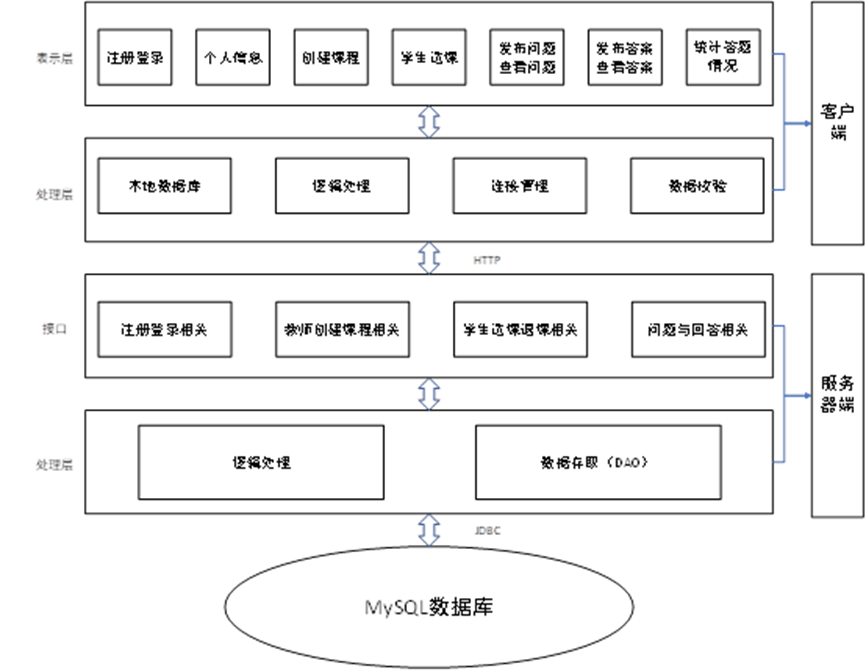 表示层
注册登录
个人信息
创建课程
学生选课
发布问题
查看问题
发布答案
查看答案
统计答题
情况
客户
端
处理层
本地数据库
逻辑处理
连接管理
数据校验
HTTP
接口
注册登录相关
教师创建课程相关
学生选课退课相关
问题与回答相关
服务
器端
处理层
逻辑处理
数据存取（DAO）
JDBC
MySQL数据库